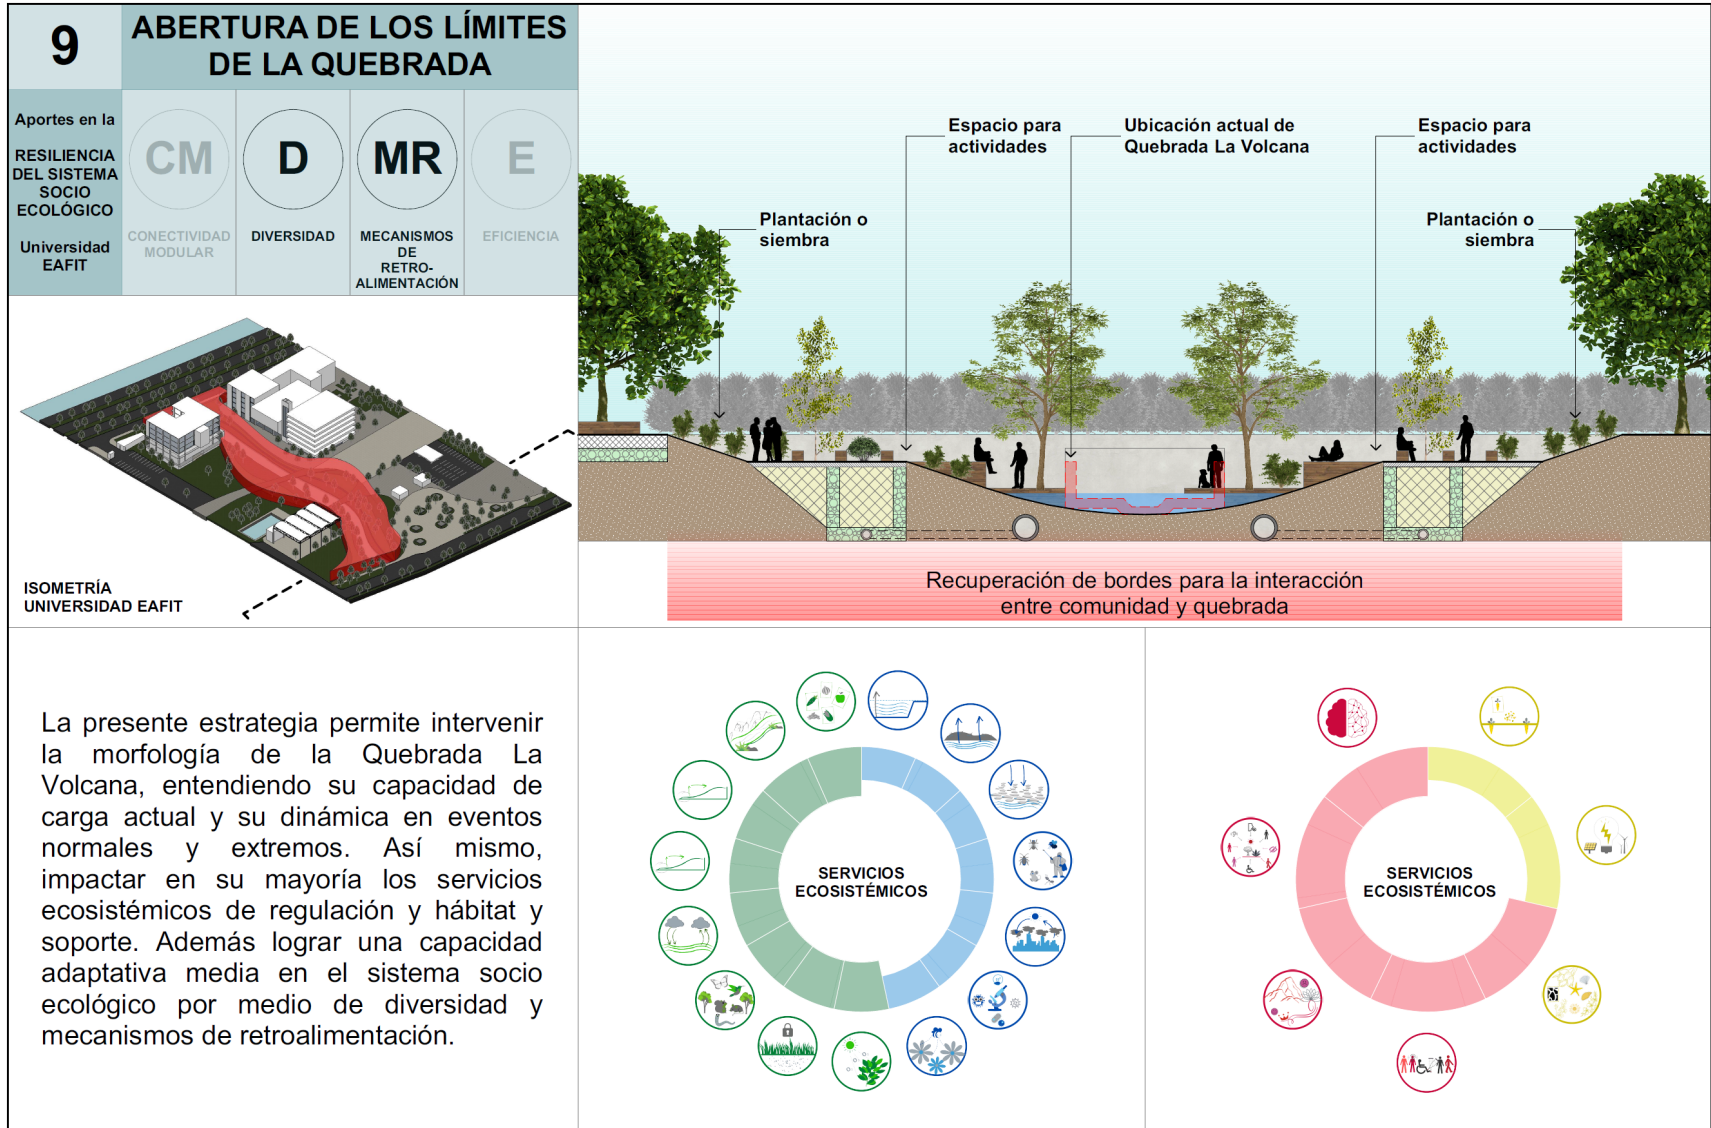 9
ABERTURA DE LOS LÍMITES
DE LA QUEBRADA
Aportes en la
RESILIENCIA
DEL SISTEMA
SOCIO
ECOLÓGICO
Universidad
EAFIT
CM
CONECTIVIDAD
MODULAR
D
DIVERSIDAD
MR
MECANISMOS
DE
RETRO-
ALIMENTACIÓN
E
EFICIENCIA
ISOMETRÍA
UNIVERSIDAD EAFIT
Plantación o
siembra
Espacio para
actividades
Ubicación actual de
Quebrada La Volcana
Espacio para
actividades
Plantación o
siembra
Recuperación de bordes para la interacción
entre comunidad y quebrada
La presente estrategia permite intervenir
la morfología de la Quebrada La
Volcana, entendiendo su capacidad de
carga actual y su dinámica en eventos
normales y extremos. Así mismo,
impactar en su mayoría los servicios
ecosistémicos de regulación y hábitat y
soporte. Además lograr una capacidad
adaptativa media en el sistema socio
ecológico por medio de diversidad y
mecanismos de retroalimentación.
SERVICIOS
ECOSISTÉMICOS
SERVICIOS
ECOSISTÉMICOS